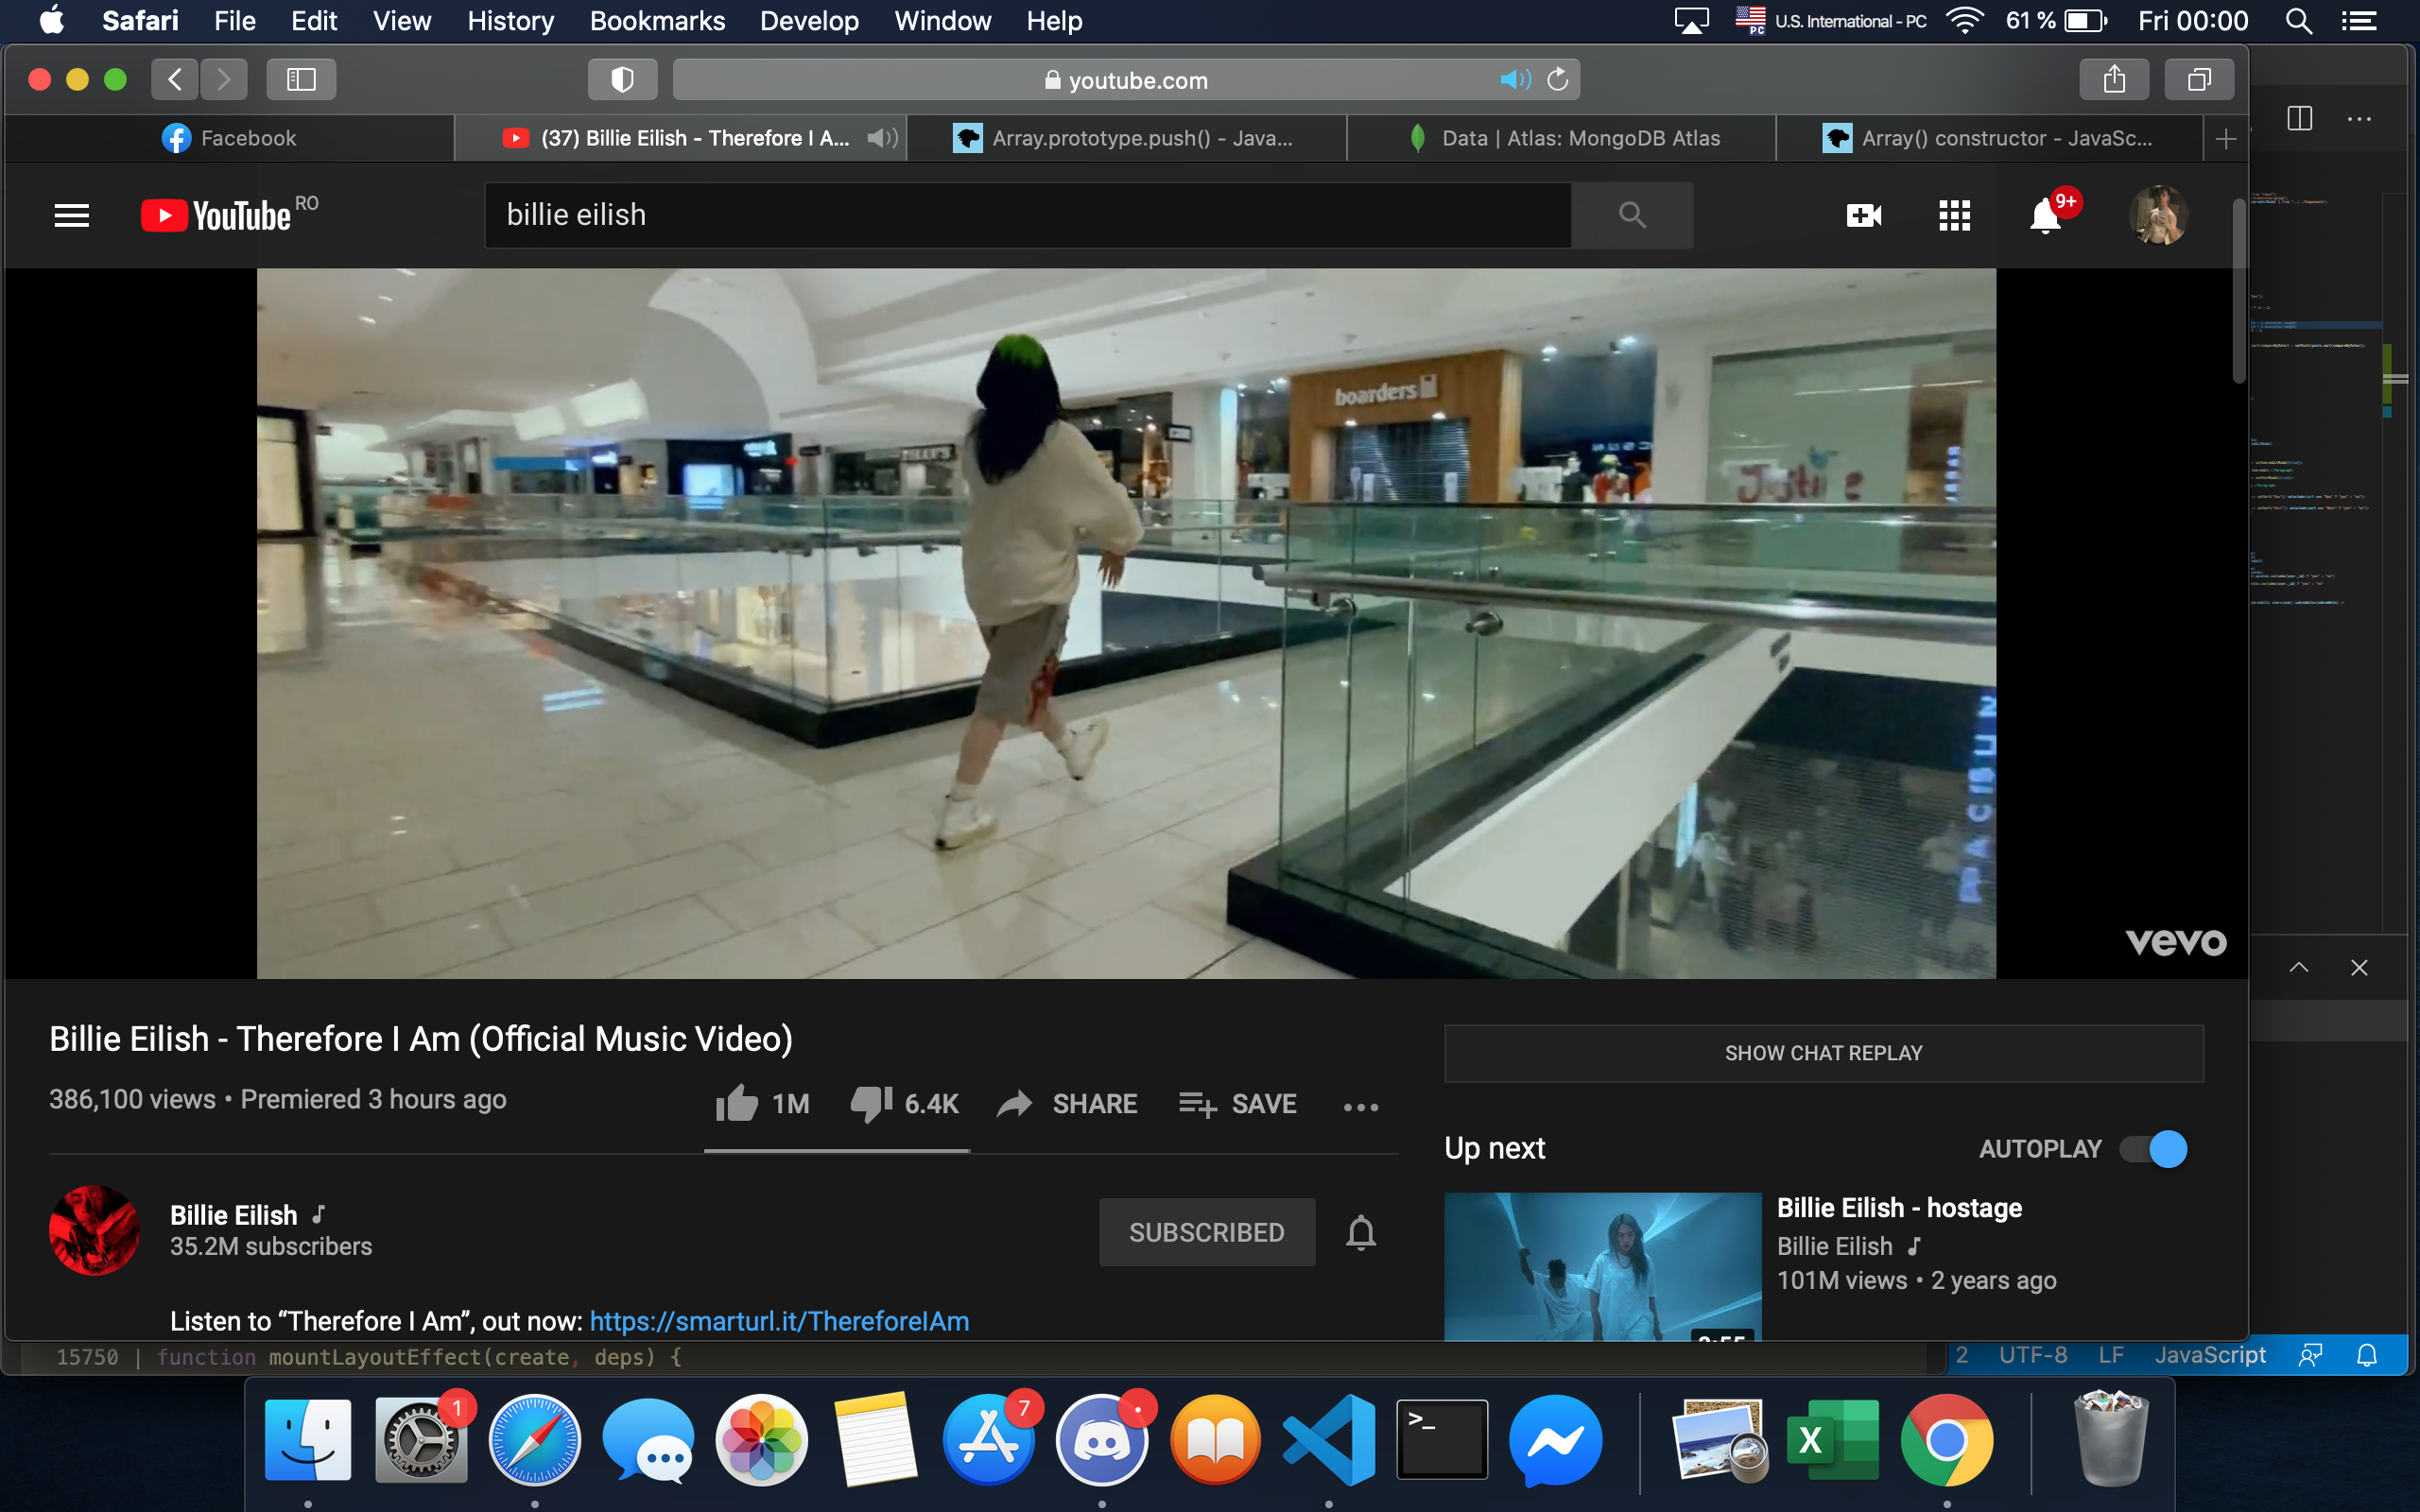 Safari File Edit View History Bookmarks Develop Window Help
PC U.S. International - PC 61 % Fri 00:00
youtube.com
Facebook
(37) Billie Eilish - Therefore I A...
Array.prototype.push() - Java...
Data | Atlas: MongoDB Atlas
Array() constructor - JavaSc...
YouTube RO
billie eilish
9+
boarders
Justice
vevo
Billie Eilish - Therefore I Am (Official Music Video)
386,100 views • Premiered 3 hours ago
1M 6.4K SHARE SAVE
SHOW CHAT REPLAY
Up next
AUTOPLAY
Billie Eilish
35.2M subscribers
SUBSCRIBED
Billie Eilish - hostage
Billie Eilish
101M views • 2 years ago
Listen to “Therefore I Am”, out now: https://smarturl.it/ThereforeIAm
15750 | function mountLayoutEffect(create, deps) {
2 UTF-8 LF JavaScript
1
7
>_
X